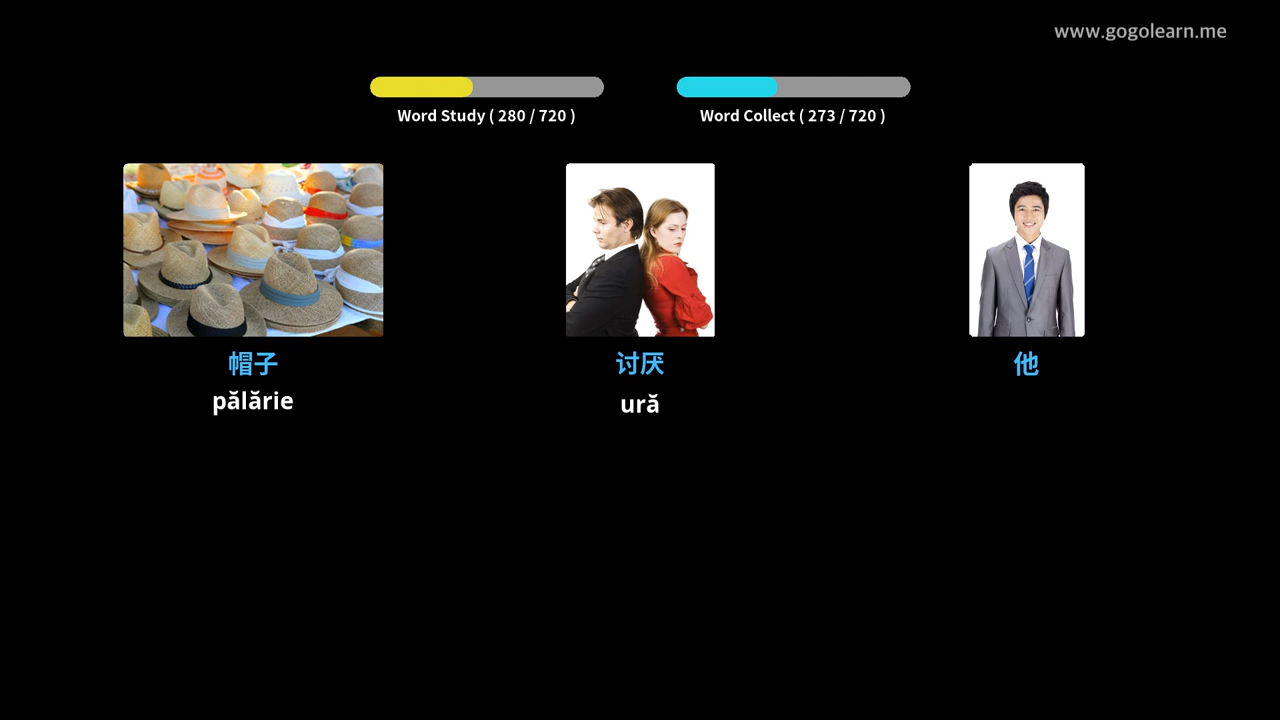 www.gogolearn.me
Word Study ( 280 / 720 )
Word Collect ( 273 / 720 )
帽子
讨厌
他
pălărie
ură